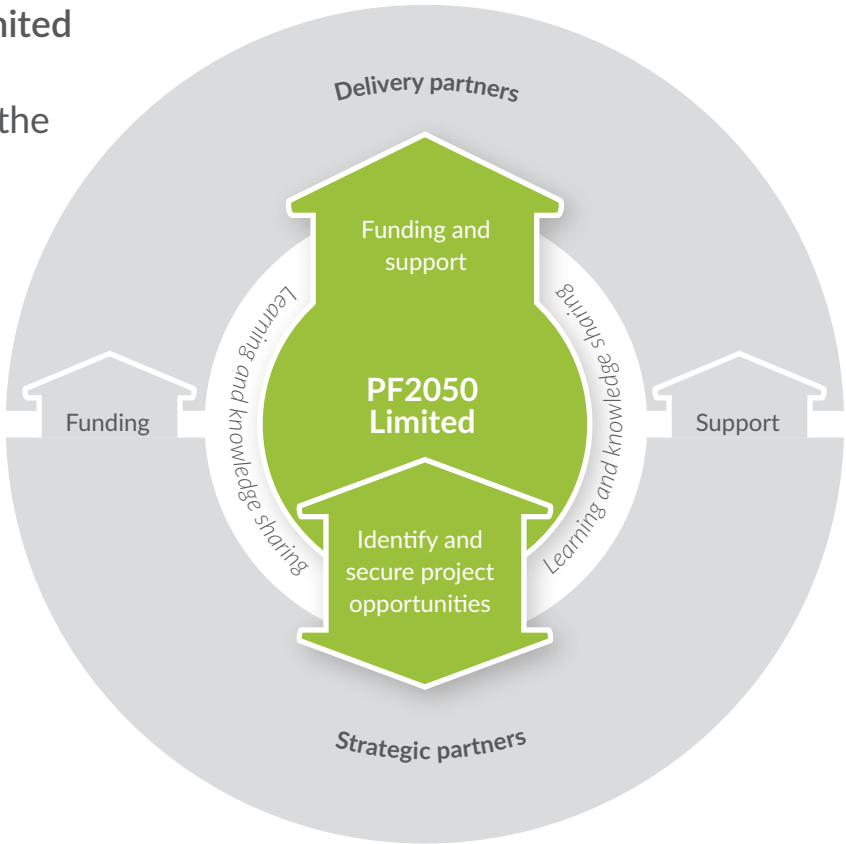 nited
the
Delivery partners
Funding and
support
Learning and knowledge sharing
Learning and knowledge sharing
PF2050
Limited
Funding
Support
Identify and
secure project
opportunities
Strategic partners